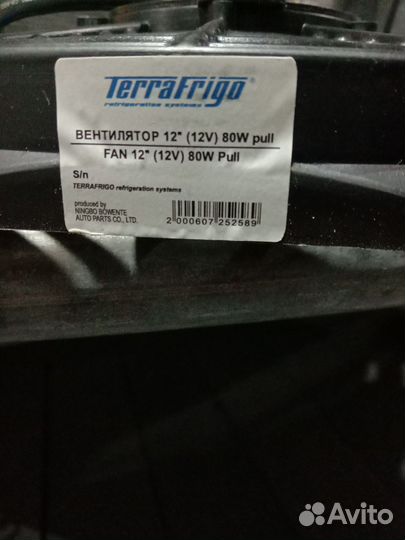 TerraFrigo
refrigeration systems
ВЕНТИЛЯТОР 12" (12V) 80W pull
FAN 12" (12V) 80W Pull
S/n
TERRAFRIGO refrigeration systems
produced by
NINGBO BOWENTE
AUTO PARTS CO., LTD.
2 000607 252589
Avito